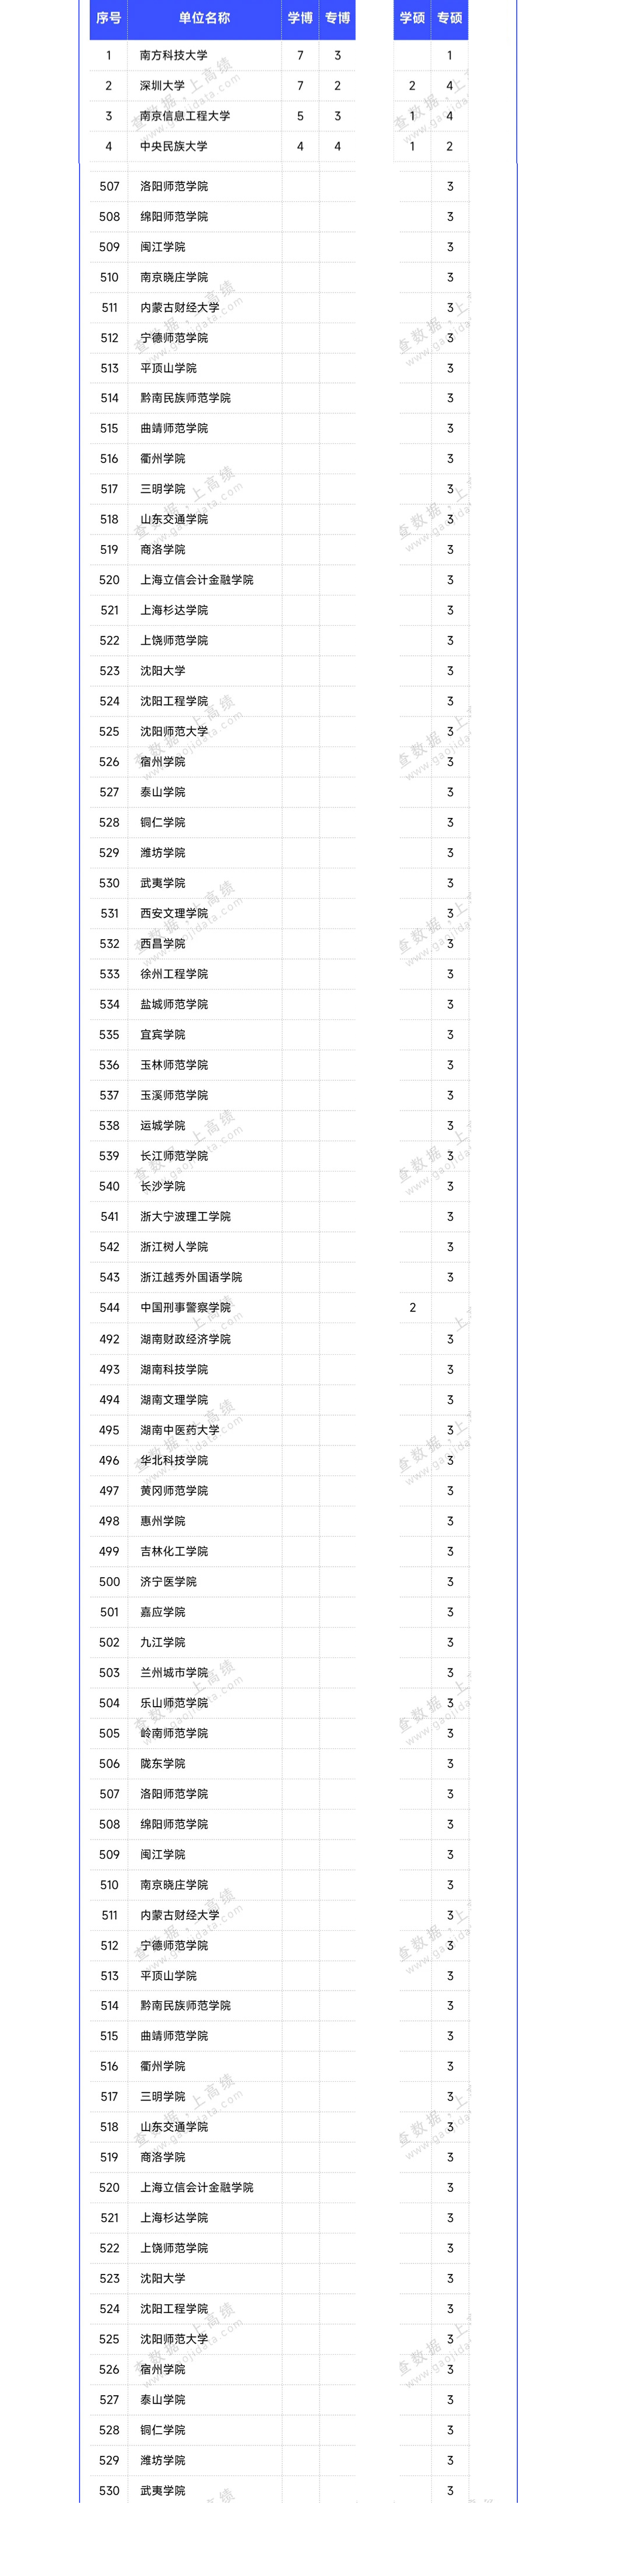 序号 单位名称 学博 专博 学硕 专硕
1 南方科技大学 7 3 1
2 深圳大学 7 2 2 4
3 南京信息工程大学 5 3 1 4
4 中央民族大学 4 4 1 2
507 洛阳师范学院 3
508 绵阳师范学院 3
509 闽江学院 3
510 南京晓庄学院 3
511 内蒙古财经大学 3
512 宁德师范学院 3
513 平顶山学院 3
514 黔南民族师范学院 3
515 曲靖师范学院 3
516 衢州学院 3
517 三明学院 3
518 山东交通学院 3
519 商洛学院 3
520 上海立信会计金融学院 3
521 上海杉达学院 3
522 上饶师范学院 3
523 沈阳大学 3
524 沈阳工程学院 3
525 沈阳师范大学 3
526 宿州学院 3
527 泰山学院 3
528 铜仁学院 3
529 潍坊学院 3
530 武夷学院 3
531 西安文理学院 3
532 西昌学院 3
533 徐州工程学院 3
534 盐城师范学院 3
535 宜宾学院 3
536 玉林师范学院 3
537 玉溪师范学院 3
538 运城学院 3
539 长江师范学院 3
540 长沙学院 3
541 浙大宁波理工学院 3
542 浙江树人学院 3
543 浙江越秀外国语学院 3
544 中国刑事警察学院 2
492 湖南财政经济学院 3
493 湖南科技学院 3
494 湖南文理学院 3
495 湖南中医药大学 3
496 华北科技学院 3
497 黄冈师范学院 3
498 惠州学院 3
499 吉林化工学院 3
500 济宁医学院 3
501 嘉应学院 3
502 九江学院 3
503 兰州城市学院 3
504 乐山师范学院 3
505 岭南师范学院 3
506 陇东学院 3
507 洛阳师范学院 3
508 绵阳师范学院 3
509 闽江学院 3
510 南京晓庄学院 3
511 内蒙古财经大学 3
512 宁德师范学院 3
513 平顶山学院 3
514 黔南民族师范学院 3
515 曲靖师范学院 3
516 衢州学院 3
517 三明学院 3
518 山东交通学院 3
519 商洛学院 3
520 上海立信会计金融学院 3
521 上海杉达学院 3
522 上饶师范学院 3
523 沈阳大学 3
524 沈阳工程学院 3
525 沈阳师范大学 3
526 宿州学院 3
527 泰山学院 3
528 铜仁学院 3
529 潍坊学院 3
530 武夷学院 3
查数据，上高绩
www.gaojidata.com